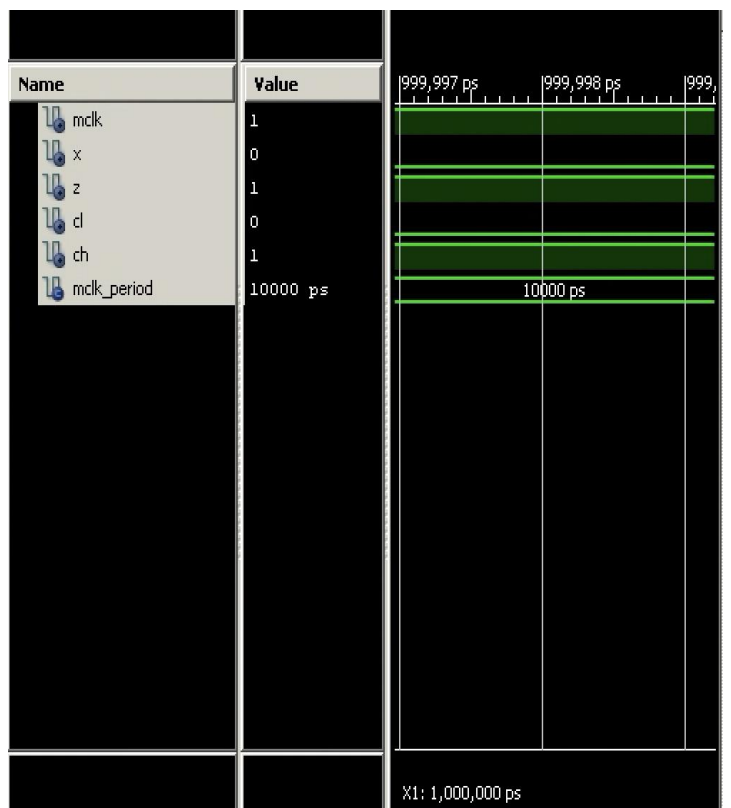 Name Value |999,997 ps |999,998 ps |999,
mclk 1
x 0
z 1
cl 0
ch 1
mclk_period 10000 ps 10000 ps
X1: 1,000,000 ps